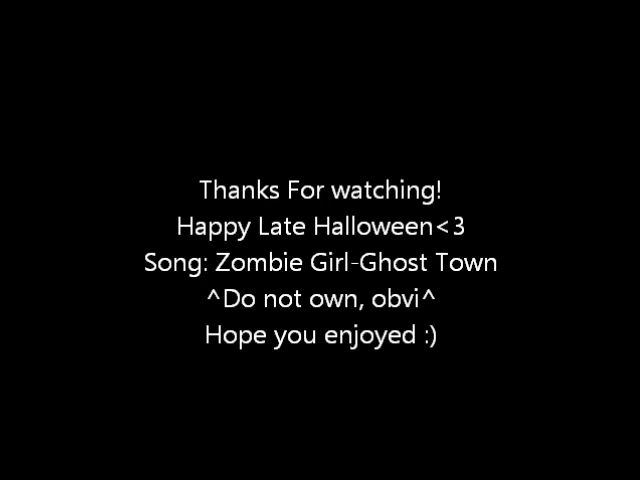 Thanks For watching!
Happy Late Halloween<3
Song: Zombie Girl-Ghost Town
^Do not own, obvi^
Hope you enjoyed :)